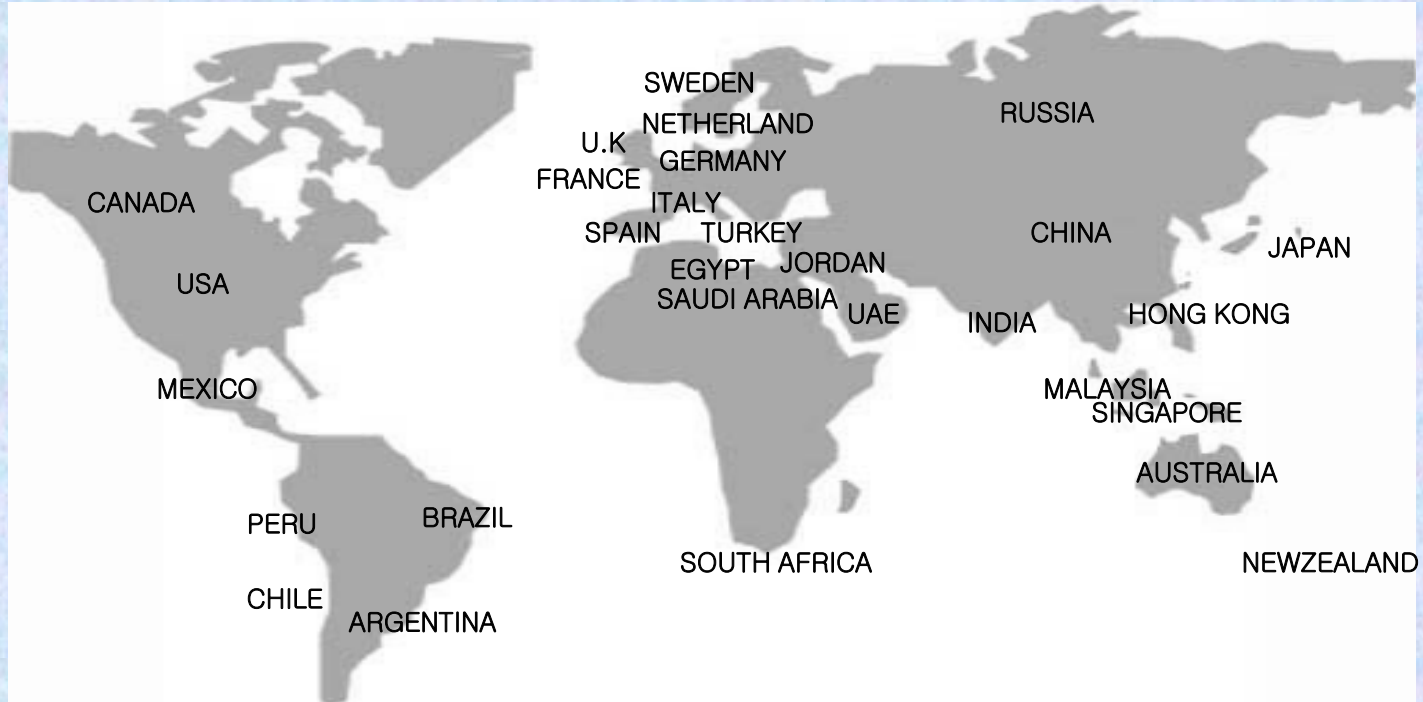 SWEDEN
RUSSIA
NETHERLAND
U.K
GERMANY
FRANCE
CANADA
ITALY
SPAIN
TURKEY
CHINA
JAPAN
JORDAN
EGYPT
USA
SAUDI ARABIA
UAE
INDIA
HONG KONG
MEXICO
MALAYSIA
SINGAPORE
AUSTRALIA
PERU
BRAZIL
SOUTH AFRICA
NEWZEALAND
CHILE
ARGENTINA